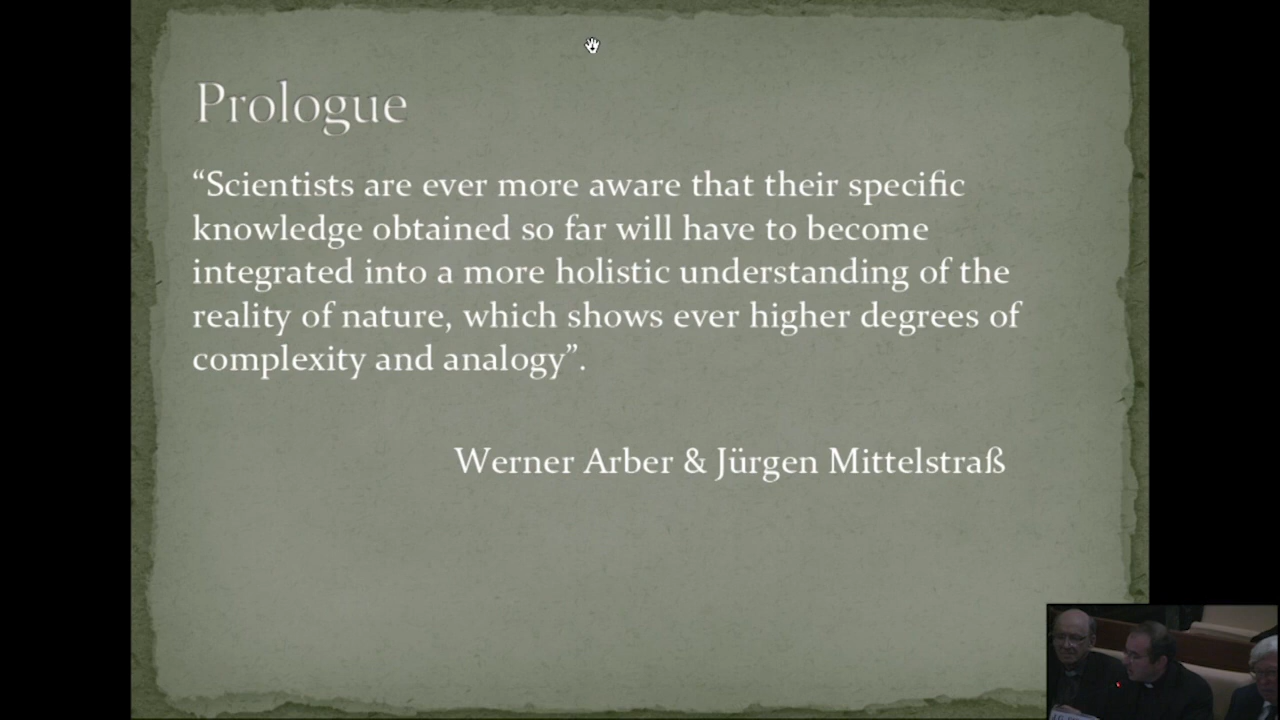 Prologue
“Scientists are ever more aware that their specific
knowledge obtained so far will have to become
integrated into a more holistic understanding of the
reality of nature, which shows ever higher degrees of
complexity and analogy”.
Werner Arber & Jürgen Mittelstraß